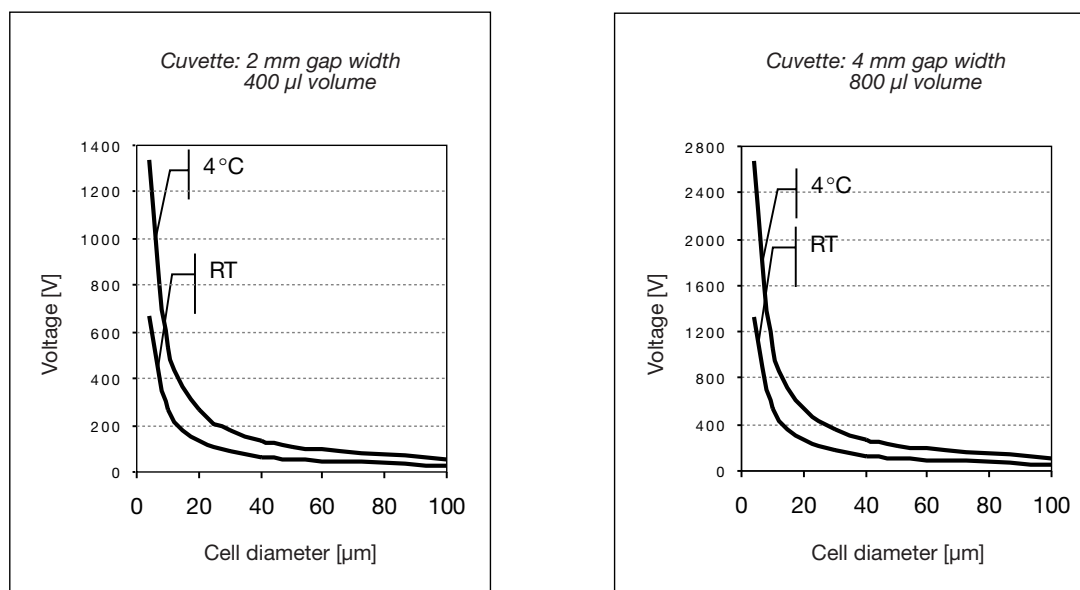 Cuvette: 2 mm gap width
400 µl volume
1400
1200
1000
800
600
400
200
0
4°C
RT
Voltage [V]
0 20 40 60 80 100
Cell diameter [µm]
Cuvette: 4 mm gap width
800 µl volume
2800
2400
2000
1600
1200
800
400
0
4°C
RT
Voltage [V]
0 20 40 60 80 100
Cell diameter [µm]